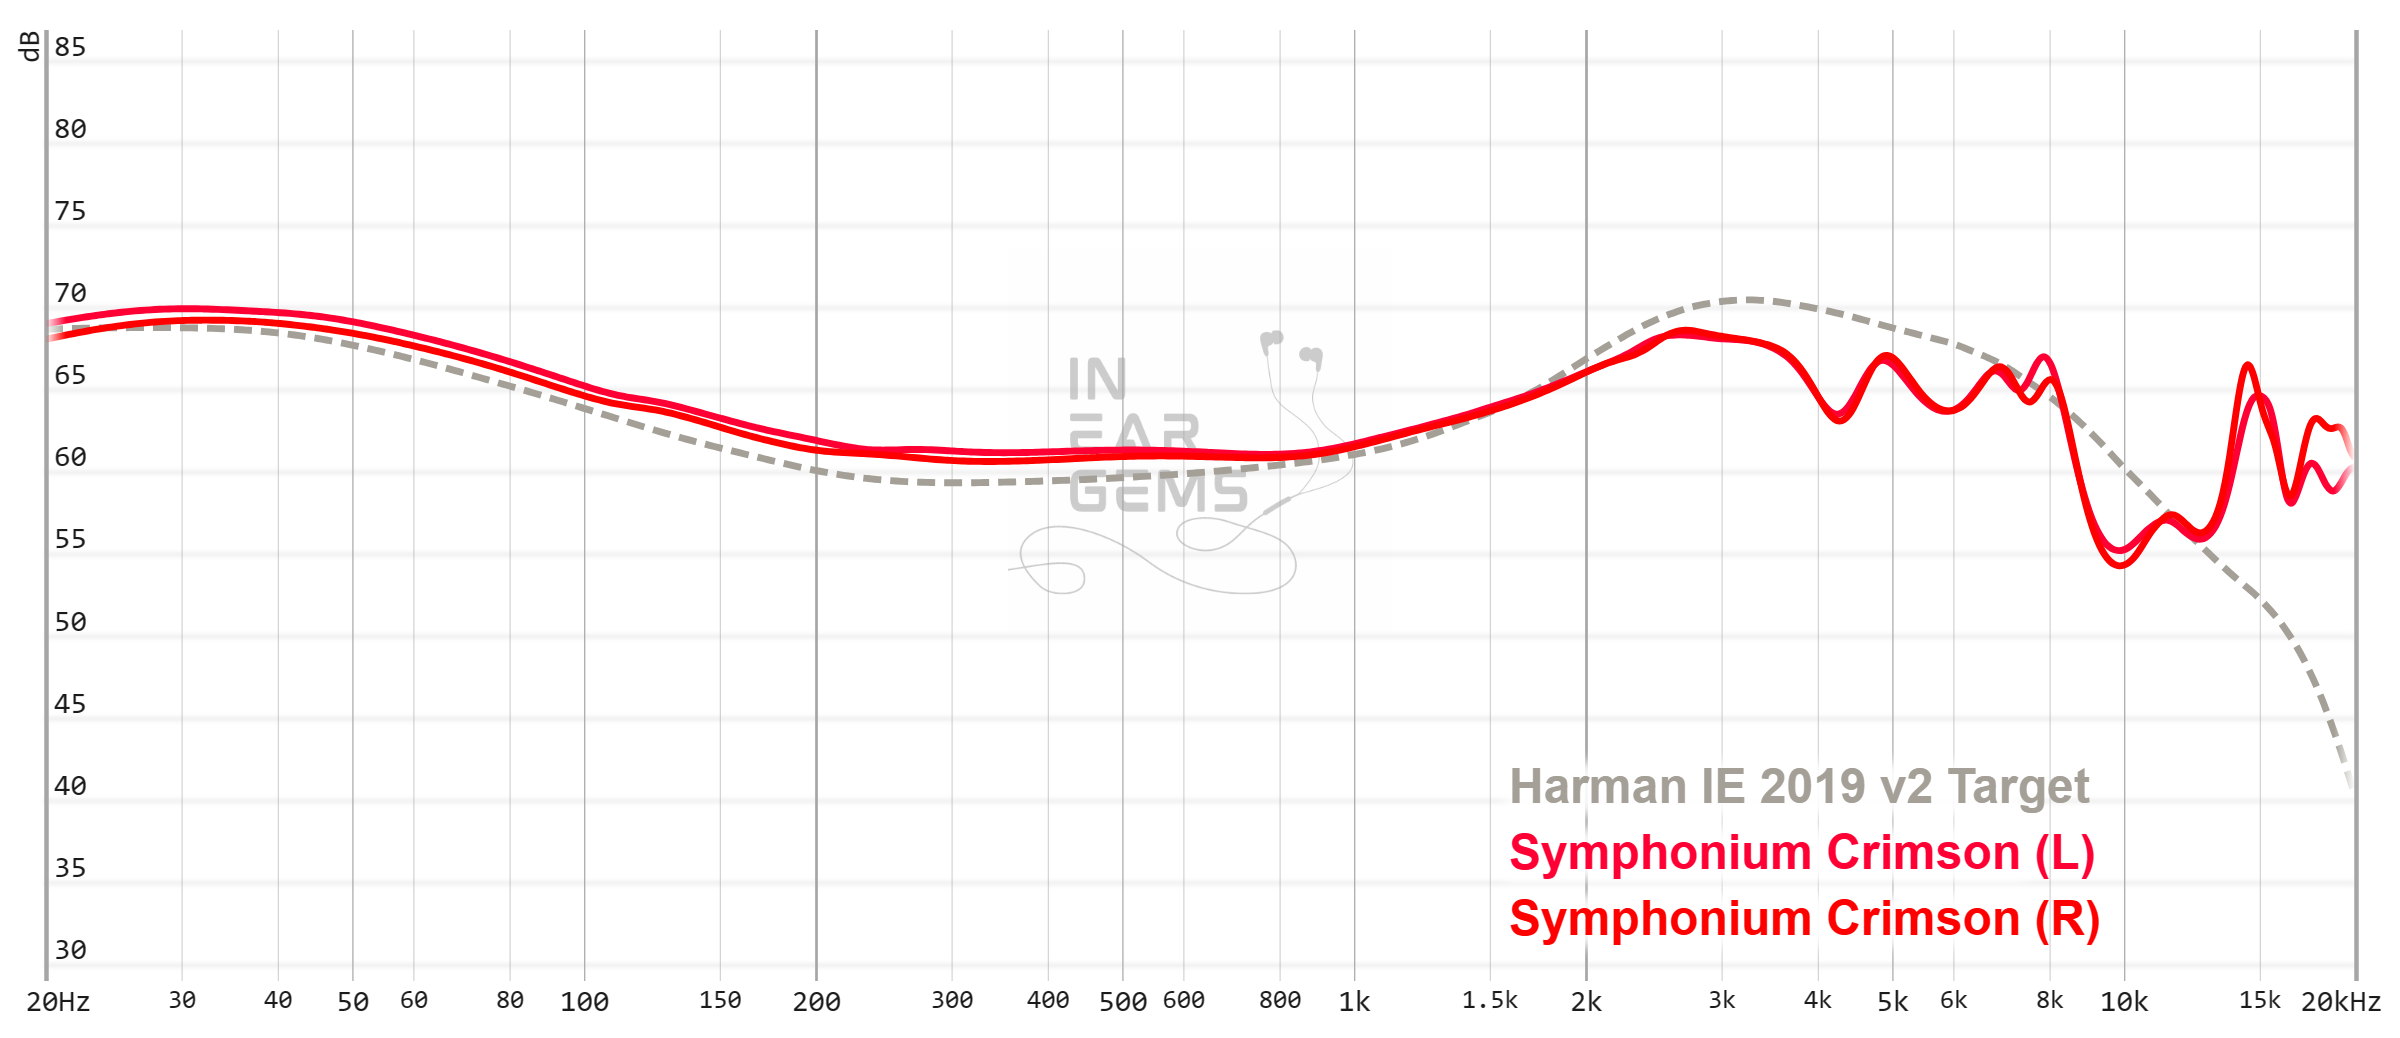 dB
85
80
75
70
65
60
55
50
45
40
35
30
IN
EAR
GEMS
Harman IE 2019 v2 Target
Symphonium Crimson (L)
Symphonium Crimson (R)
20Hz 30 40 50 60 80 100 150 200 300 400 500 600 800 1k 1.5k 2k 3k 4k 5k 6k 8k 10k 15k 20kHz